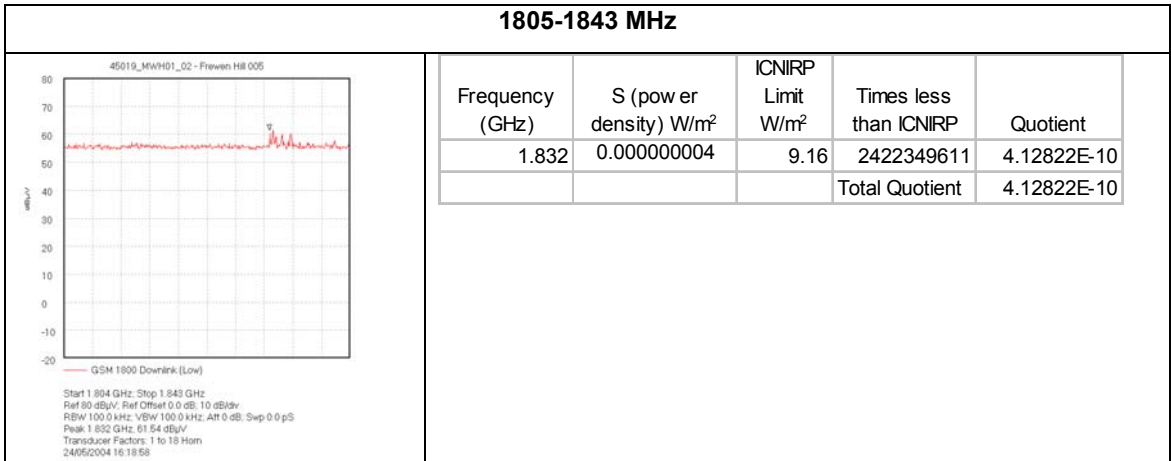 1805-1843 MHz
45019_MWH01_02 - Frewen Hill 005
80
70
60
50
40
30
20
10
0
-10
-20
dBµV
GSM 1800 Downlink (Low)
Start 1.804 GHz; Stop 1.843 GHz
Ref 80 dBµV; Ref Offset 0.0 dB; 10 dB/div
RBW 100.0 kHz; VBW 100.0 kHz; Att 0 dB; Swp 0.0 pS
Peak 1.832 GHz, 61.54 dBµV
Transducer Factors: 1 to 18 Horn
24/05/2004 16:18:58
Frequency (GHz) S (pow er density) W/m² ICNIRP Limit W/m² Times less than ICNIRP Quotient
1.832 0.000000004 9.16 2422349611 4.12822E-10
Total Quotient 4.12822E-10